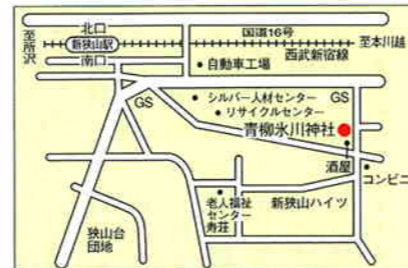 北口
国道16号
至所沢
新狭山駅
至本川越
西武新宿線
南口
自動車工場
シルバー人材センター
GS
GS
リサイクルセンター
青柳氷川神社
酒屋
コンビニ
老人福祉
センター
寿荘
新狭山ハイツ
狭山台
団地